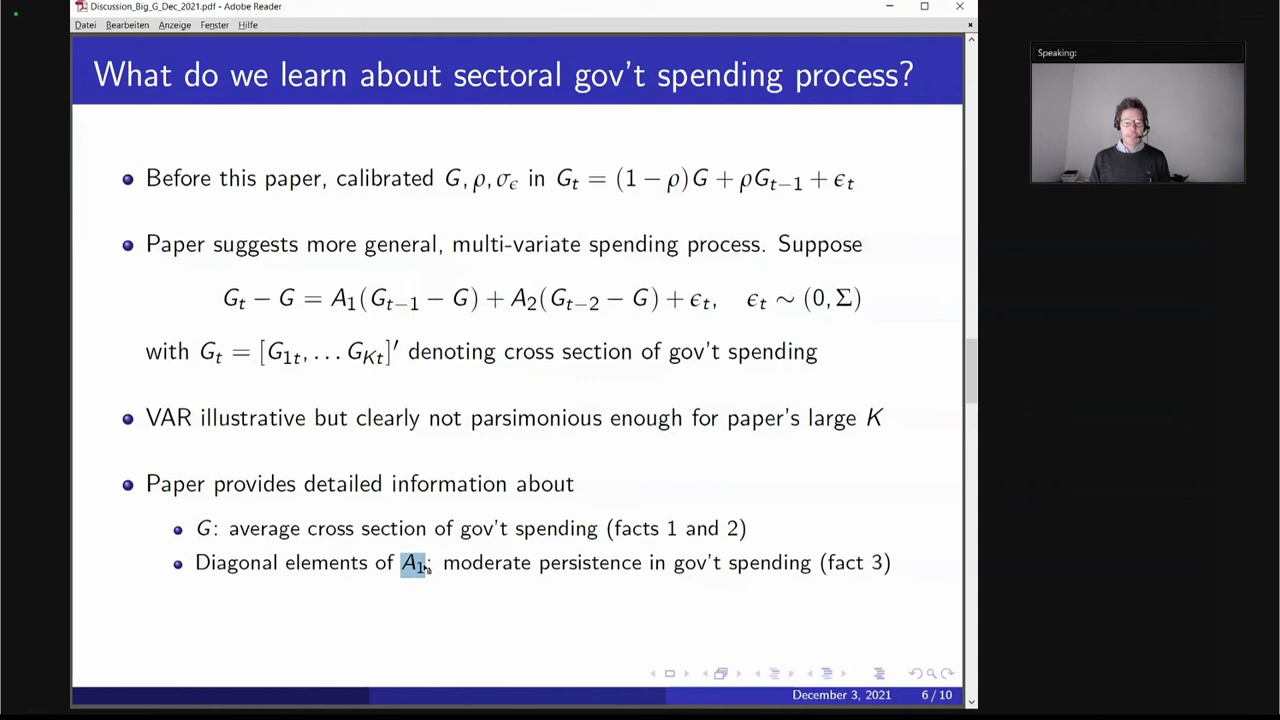 Discussion_Big_G_Dec_2021.pdf - Adobe Reader
Datei Bearbeiten Anzeige Fenster Hilfe
Speaking:
What do we learn about sectoral gov't spending process?
Before this paper, calibrated G, ρ, σ_ϵ in G_t = (1 − ρ)G + ρG_{t−1} + ϵ_t
Paper suggests more general, multi-variate spending process. Suppose
G_t − G = A_1(G_{t−1} − G) + A_2(G_{t−2} − G) + ϵ_t, ϵ_t ∼ (0, Σ)
with G_t = [G_{1t}, … G_{Kt}]′ denoting cross section of gov't spending
VAR illustrative but clearly not parsimonious enough for paper's large K
Paper provides detailed information about
G: average cross section of gov't spending (facts 1 and 2)
Diagonal elements of A_1: moderate persistence in gov't spending (fact 3)
December 3, 2021 6 / 10